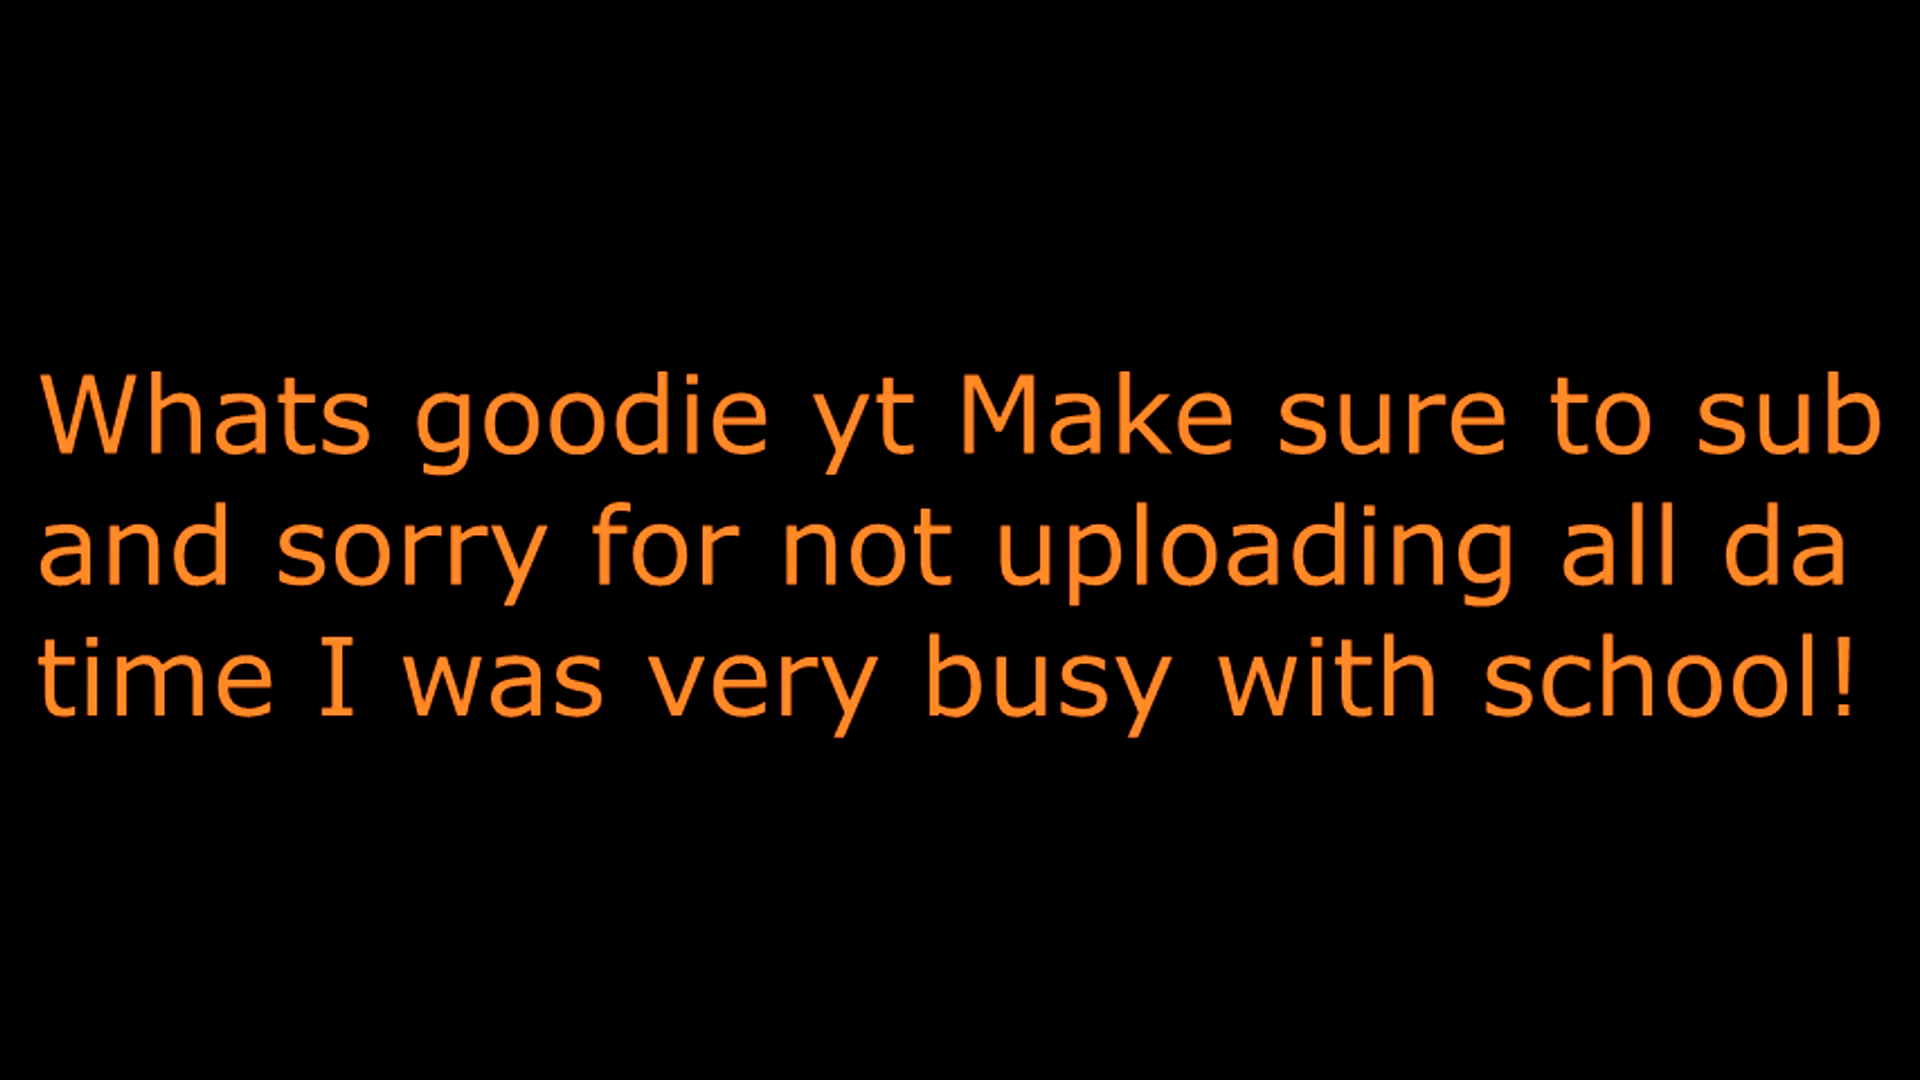 Whats goodie yt Make sure to sub
and sorry for not uploading all da
time I was very busy with school!